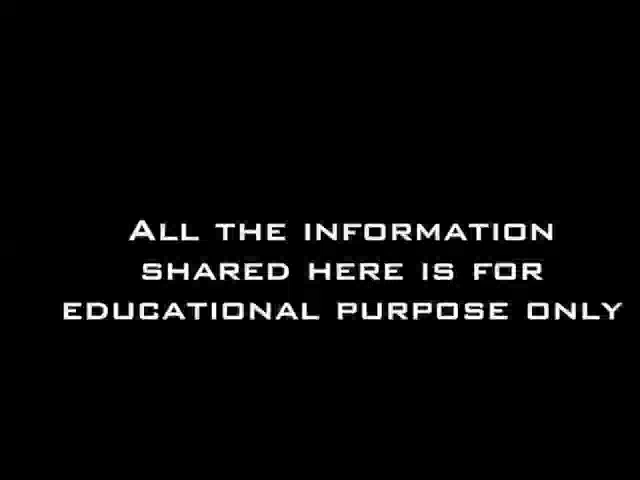 All the information
shared here is for
educational purpose only